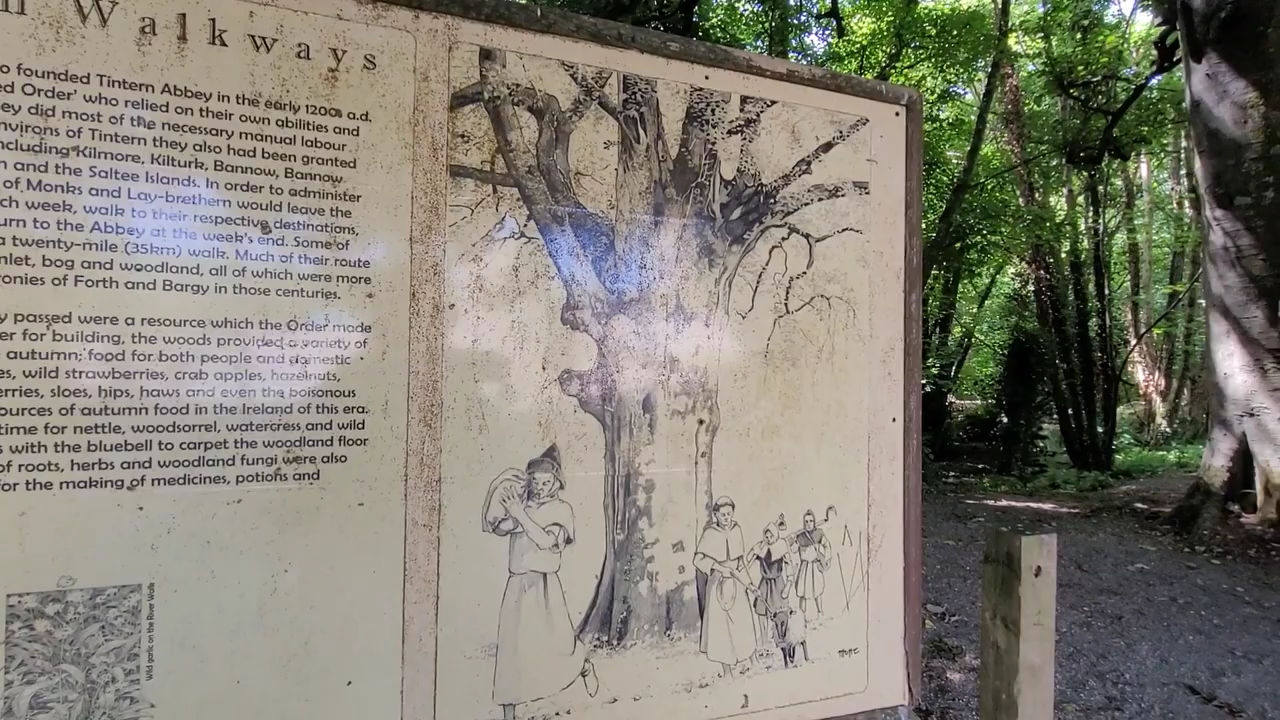 Walkways
o founded Tintern Abbey in the early 1200s a.d.
ed Order' who relied on their own abilities and
ey did most of the necessary manual labour
nvirons of Tintern they also had been granted
ncluding Kilmore, Kilturk, Bannow, Bannow
n and the Saltee Islands. In order to administer
of Monks and Lay-brethern would leave the
ch week, walk to their respective destinations,
urn to the Abbey at the week's end. Some of
a twenty-mile (35km) walk. Much of their route
nlet, bog and woodland, all of which were more
ronies of Forth and Bargy in those centuries.
y passed were a resource which the Order made
er for building, the woods provided a variety of
autumn; food for both people and domestic
es, wild strawberries, crab apples, hazelnuts,
erries, sloes, hips, haws and even the poisonous
ources of autumn food in the Ireland of this era.
time for nettle, woodsorrel, watercress and wild
s with the bluebell to carpet the woodland floor
of roots, herbs and woodland fungi were also
for the making of medicines, potions and
Wild garlic on the River Walk